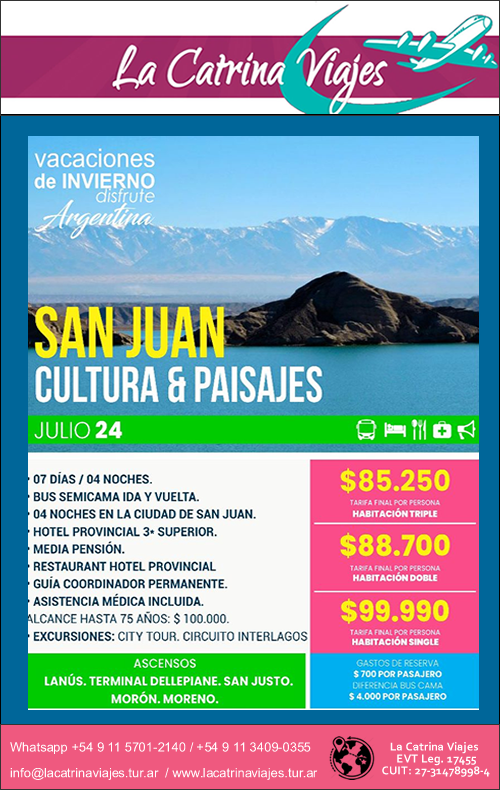 La Catrina Viajes
vacaciones
de INVIERNO
disfrute
Argentina
SAN JUAN
CULTURA & PAISAJES
JULIO 24
• 07 DÍAS / 04 NOCHES.
• BUS SEMICAMA IDA Y VUELTA.
• 04 NOCHES EN LA CIUDAD DE SAN JUAN.
• HOTEL PROVINCIAL 3* SUPERIOR.
• MEDIA PENSIÓN.
• RESTAURANT HOTEL PROVINCIAL
• GUÍA COORDINADOR PERMANENTE.
• ASISTENCIA MÉDICA INCLUIDA.
ALCANCE HASTA 75 AÑOS: $ 100.000.
• EXCURSIONES: CITY TOUR. CIRCUITO INTERLAGOS
$85.250
TARIFA FINAL POR PERSONA
HABITACIÓN TRIPLE
$88.700
TARIFA FINAL POR PERSONA
HABITACIÓN DOBLE
$99.990
TARIFA FINAL POR PERSONA
HABITACIÓN SINGLE
ASCENSOS
LANÚS. TERMINAL DELLEPIANE. SAN JUSTO.
MORÓN. MORENO.
GASTOS DE RESERVA
$ 700 POR PASAJERO
DIFERENCIA BUS CAMA
$ 4.000 POR PASAJERO
Whatsapp +54 9 11 5701-2140 / +54 9 11 3409-0355
info@lacatrinaviajes.tur.ar / www.lacatrinaviajes.tur.ar
La Catrina Viajes
EVT Leg. 17455
CUIT: 27-31478998-4